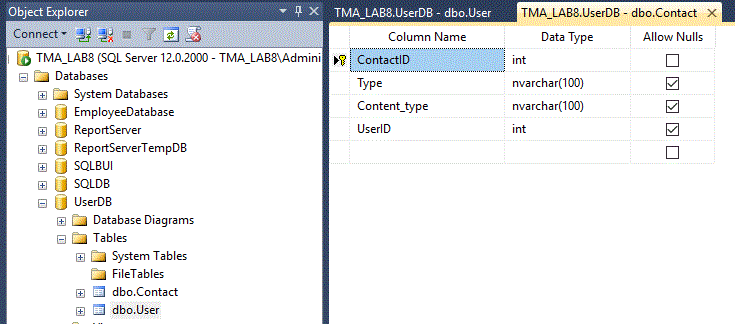 Object Explorer
Connect
TMA_LAB8 (SQL Server 12.0.2000 - TMA_LAB8\Admini
Databases
System Databases
EmployeeDatabase
ReportServer
ReportServerTempDB
SQLBUI
SQLDB
UserDB
Database Diagrams
Tables
System Tables
FileTables
dbo.Contact
dbo.User
TMA_LAB8.UserDB - dbo.User
TMA_LAB8.UserDB - dbo.Contact
Column Name Data Type Allow Nulls
ContactID int
Type nvarchar(100)
Content_type nvarchar(100)
UserID int